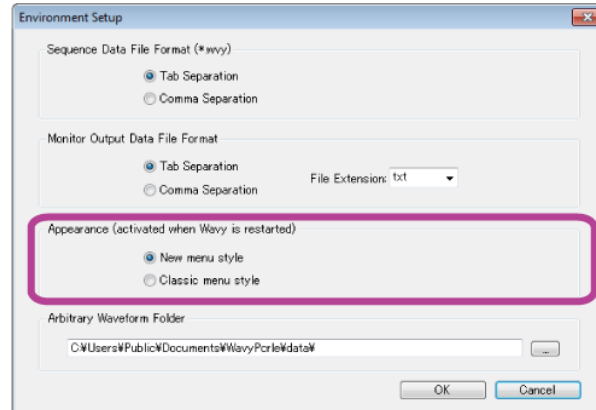 Environment Setup
Sequence Data File Format (*.wvy)
Tab Separation
Comma Separation
Monitor Output Data File Format
Tab Separation
Comma Separation
File Extension: txt
Appearance (activated when Wavy is restarted)
New menu style
Classic menu style
Arbitrary Waveform Folder
C:¥Users¥Public¥Documents¥WavyPcrle¥data¥
...
OK
Cancel